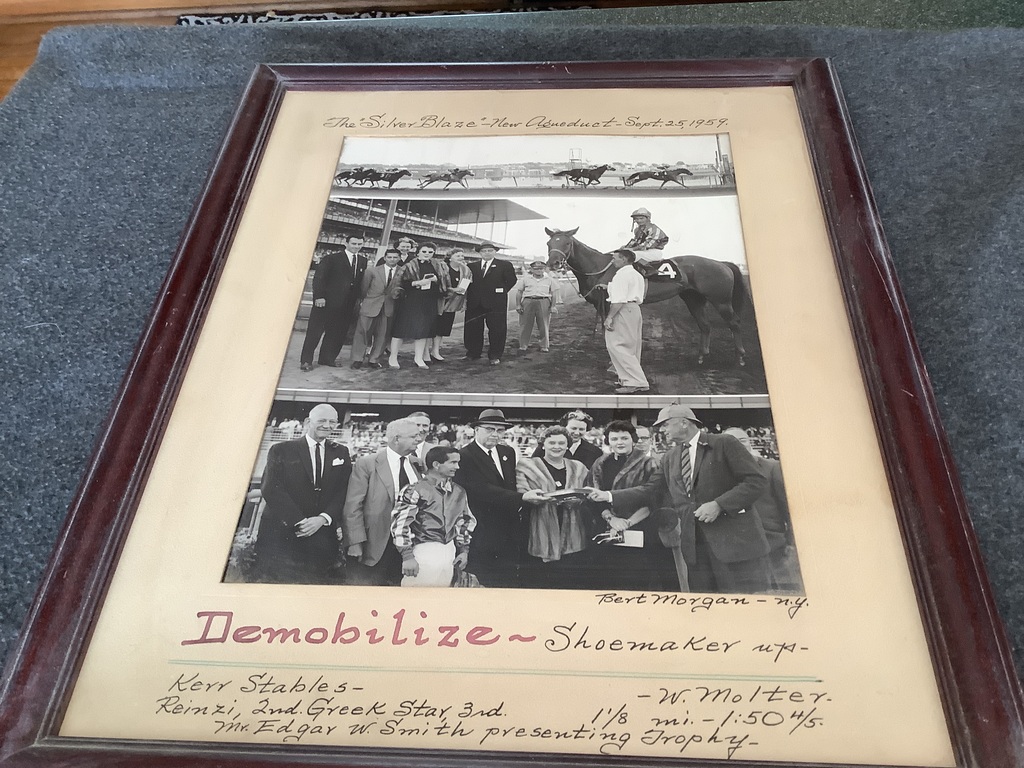 The "Silver Blaze" - New Aqueduct - Sept. 25, 1959.
4
Bert Morgan - n.y.
Demobilize ~ Shoemaker up -
Kerr Stables - - W. Molter.
Reinzi, 2nd. Greek Star, 3rd. 1 1/8 mi. - 1:50 4/5.
Mr. Edgar W. Smith presenting Trophy -